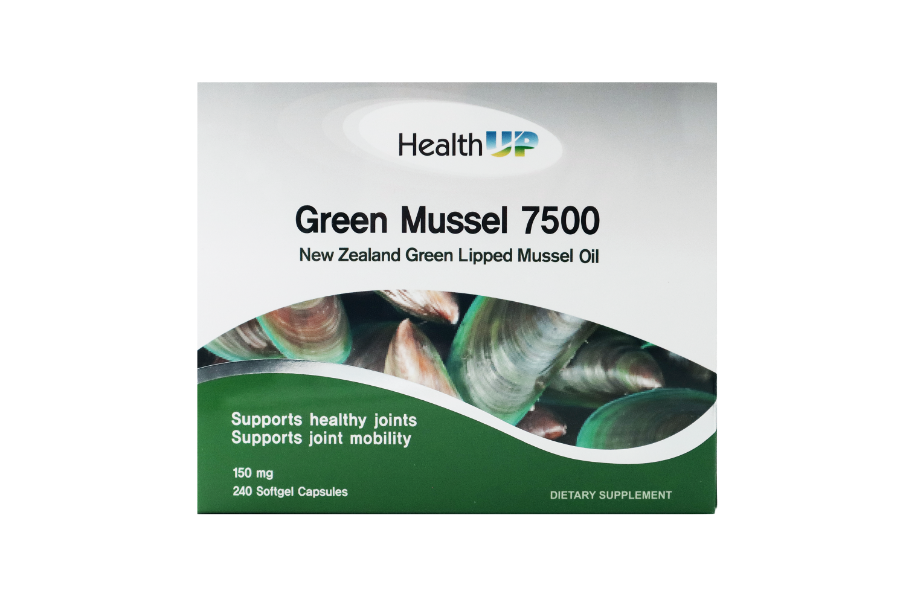 HealthUP
Green Mussel 7500
New Zealand Green Lipped Mussel Oil
Supports healthy joints
Supports joint mobility
150 mg
240 Softgel Capsules
DIETARY SUPPLEMENT